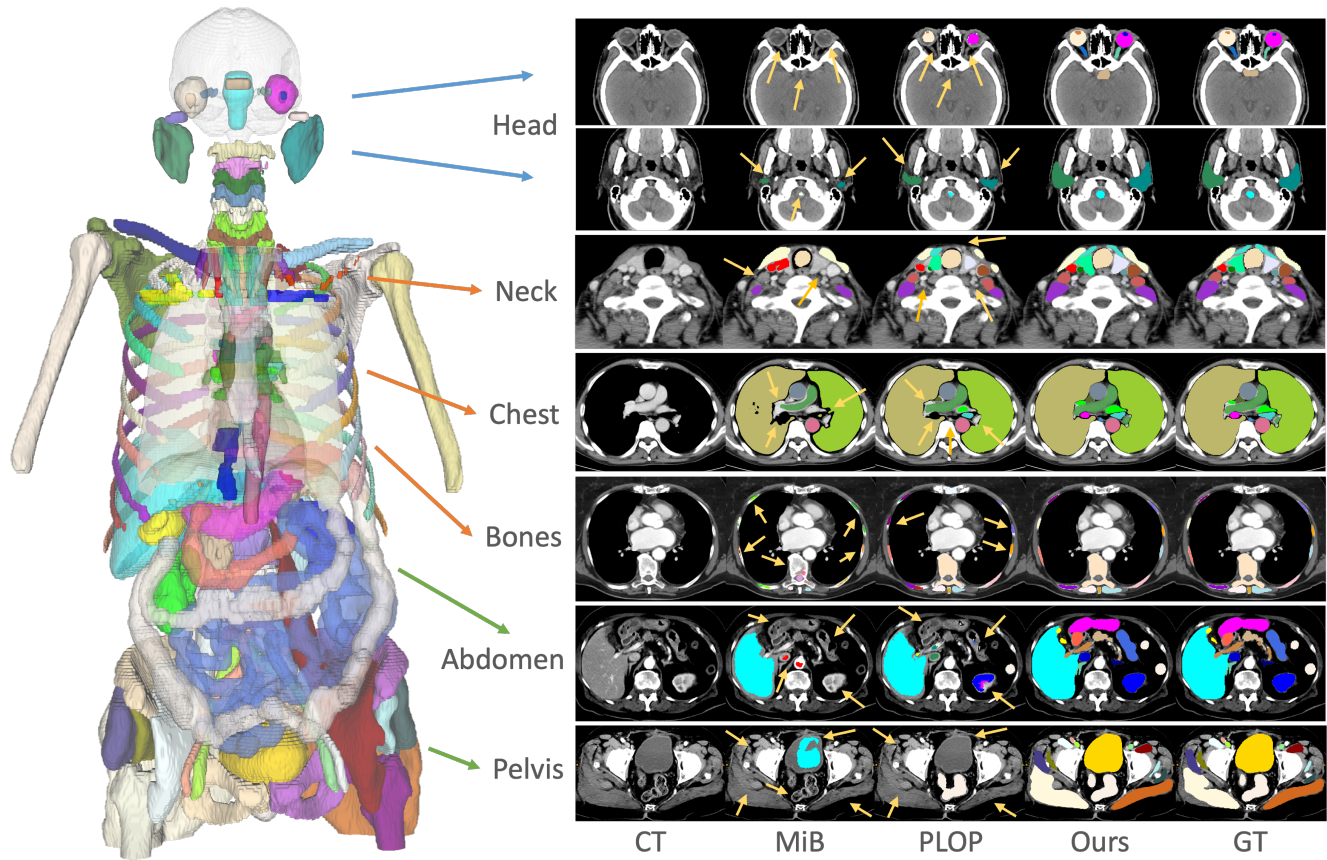 Head
Neck
Chest
Bones
Abdomen
Pelvis
CT MiB PLOP Ours GT